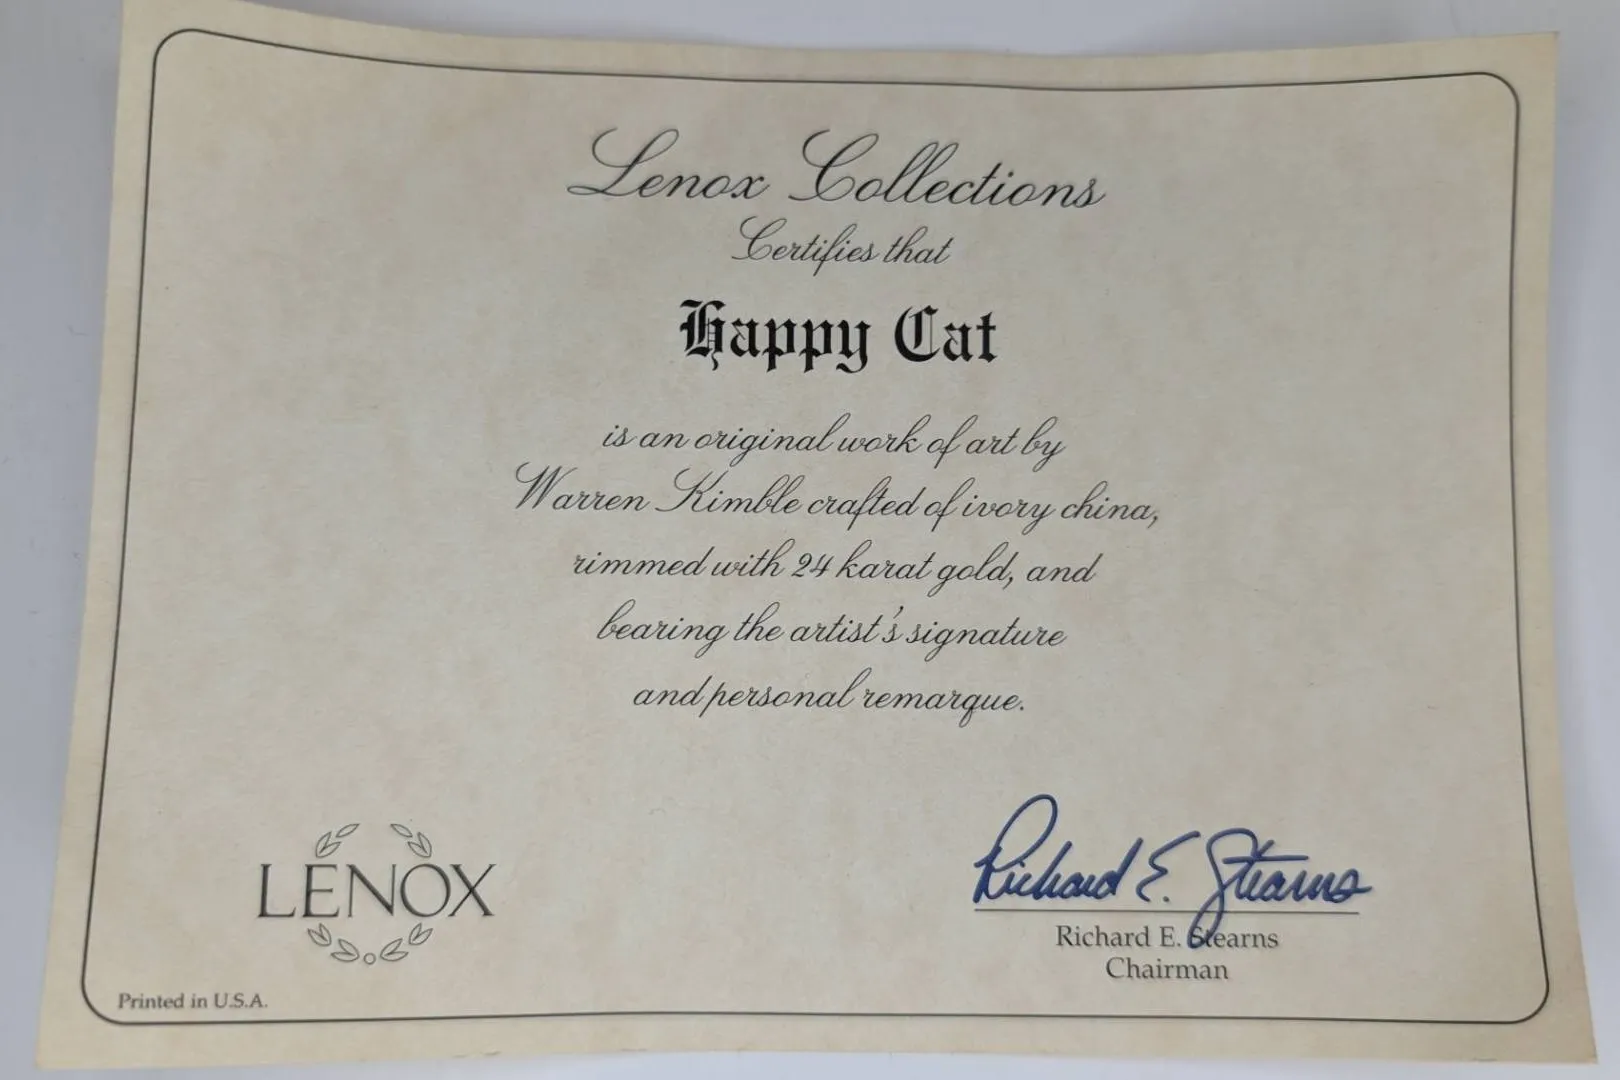 Lenox Collections
Certifies that
Happy Cat
is an original work of art by
Warren Kimble crafted of ivory china,
rimmed with 24 karat gold, and
bearing the artist's signature
and personal remarque.
LENOX
Richard E. Stearns
Richard E. Stearns
Chairman
Printed in U.S.A.